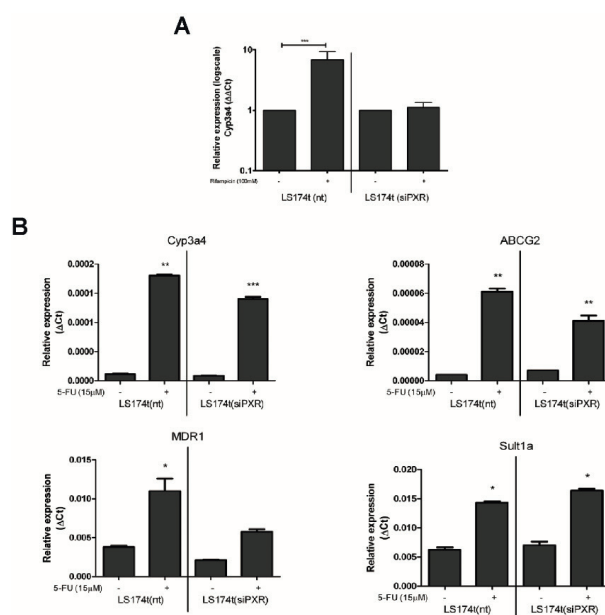 A
Relative expression (logscale)
Cyp3a4 (ΔΔCt)
10
1
0.1
***
- + - +
Rifampicin (100mM)
LS174t (nt) LS174t (siPXR)
B
Cyp3a4
Relative expression
(ΔCt)
0.0002
0.0001
0.0001
0.0000
0.0000
** ***
- + - +
5-FU (15μM)
LS174t(nt) LS174t(siPXR)
ABCG2
Relative expression
(ΔCt)
0.00008
0.00006
0.00004
0.00002
0.00000
** **
- + - +
5-FU (15μM)
LS174t(nt) LS174t(siPXR)
MDR1
Relative expression
(ΔCt)
0.015
0.010
0.005
0.000
*
- + - +
5-FU (15μM)
LS174t(nt) LS174t(siPXR)
Sult1a
Relative expression
(ΔCt)
0.020
0.015
0.010
0.005
0.000
* *
- + - +
5-FU (15μM)
LS174t(nt) LS174t(siPXR)